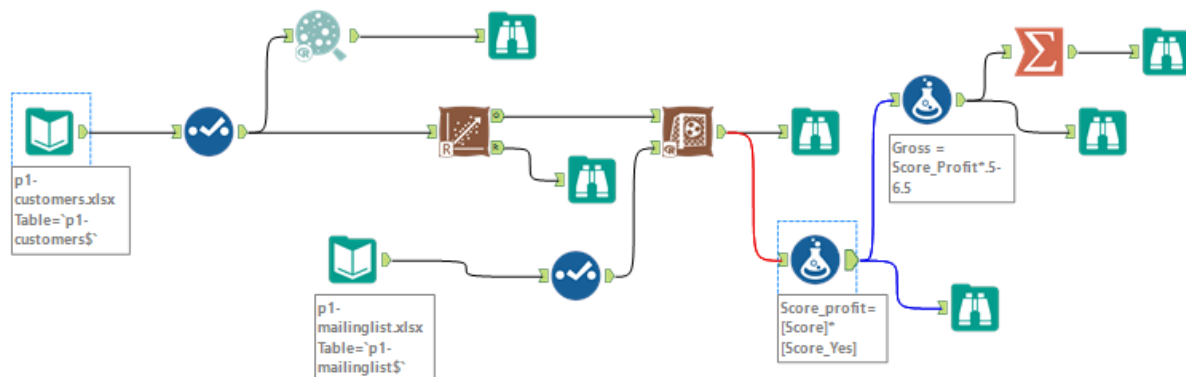 p1-
customers.xlsx
Table=`p1-
customers$`
R
O
R
R
R
Gross =
Score_Profit*.5-
6.5
p1-
mailinglist.xlsx
Table=`p1-
mailinglist$`
Score_profit=
[Score]*
[Score_Yes]